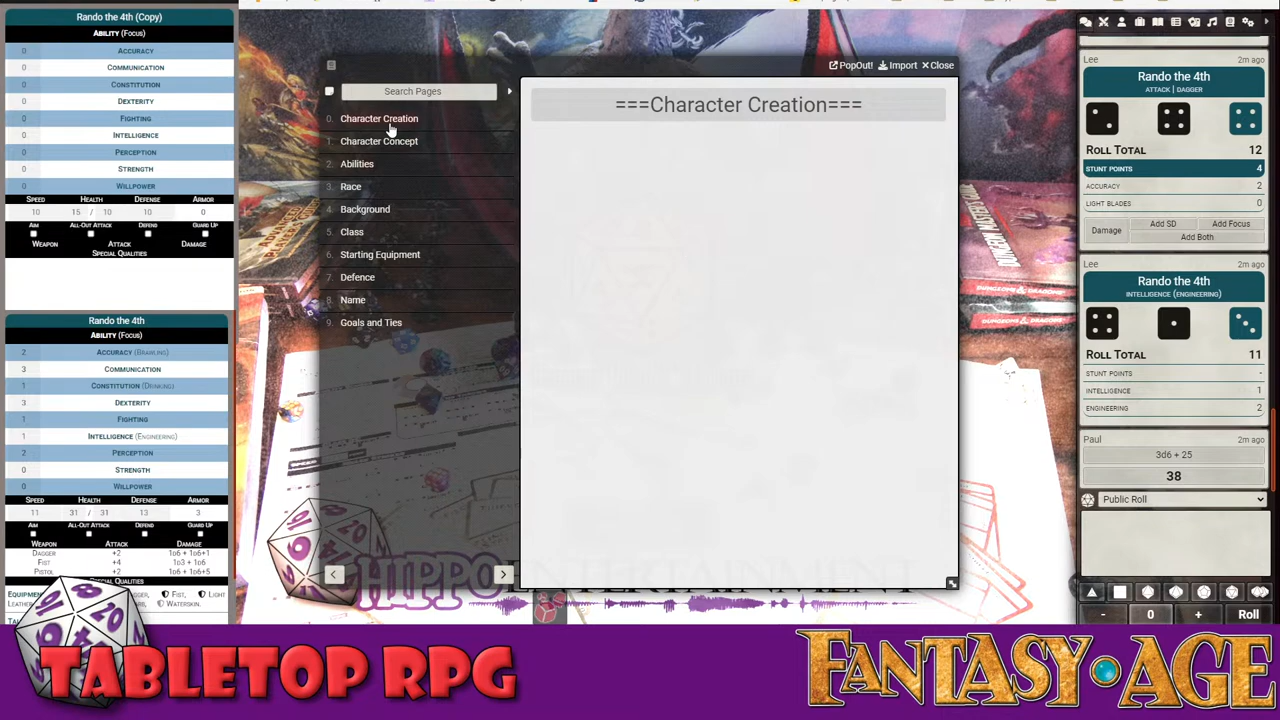 Rando the 4th (Copy)
Ability (Focus)
0 Accuracy
0 Communication
0 Constitution
0 Dexterity
0 Fighting
0 Intelligence
0 Perception
0 Strength
0 Willpower
Speed Health Defense Armor
10 15 / 10 10 0
Aim All-Out Attack Defend Guard Up
Weapon Attack Damage
Special Qualities
Rando the 4th
Ability (Focus)
2 Accuracy (Brawling)
3 Communication
1 Constitution (Drinking)
3 Dexterity
1 Fighting
1 Intelligence (Engineering)
2 Perception
0 Strength
0 Willpower
Speed Health Defense Armor
11 31 / 31 13 3
Aim All-Out Attack Defend Guard Up
Weapon Attack Damage
Dagger +2 1d6 + 1d6+1
Fist +4 1d3 + 1d6
Pistol +2 1d6 + 1d6+5
Special Qualities
Fist, Light
Waterskin.
PopOut! Import Close
Search Pages
0. Character Creation
1. Character Concept
2. Abilities
3. Race
4. Background
5. Class
6. Starting Equipment
7. Defence
8. Name
9. Goals and Ties
===Character Creation===
DUNGEONS & DRAGONS
DUNGEONS & DRAGONS
Lee 2m ago
Rando the 4th
ATTACK | DAGGER
Roll Total 12
STUNT POINTS 4
ACCURACY 2
LIGHT BLADES 0
Damage Add SD Add Focus
Add Both
Lee 2m ago
Rando the 4th
INTELLIGENCE (ENGINEERING)
Roll Total 11
STUNT POINTS -
INTELLIGENCE 1
ENGINEERING 2
Paul 2m ago
3d6 + 25
38
Public Roll
- 0 + Roll
TABLETOP RPG
FANTASY AGE